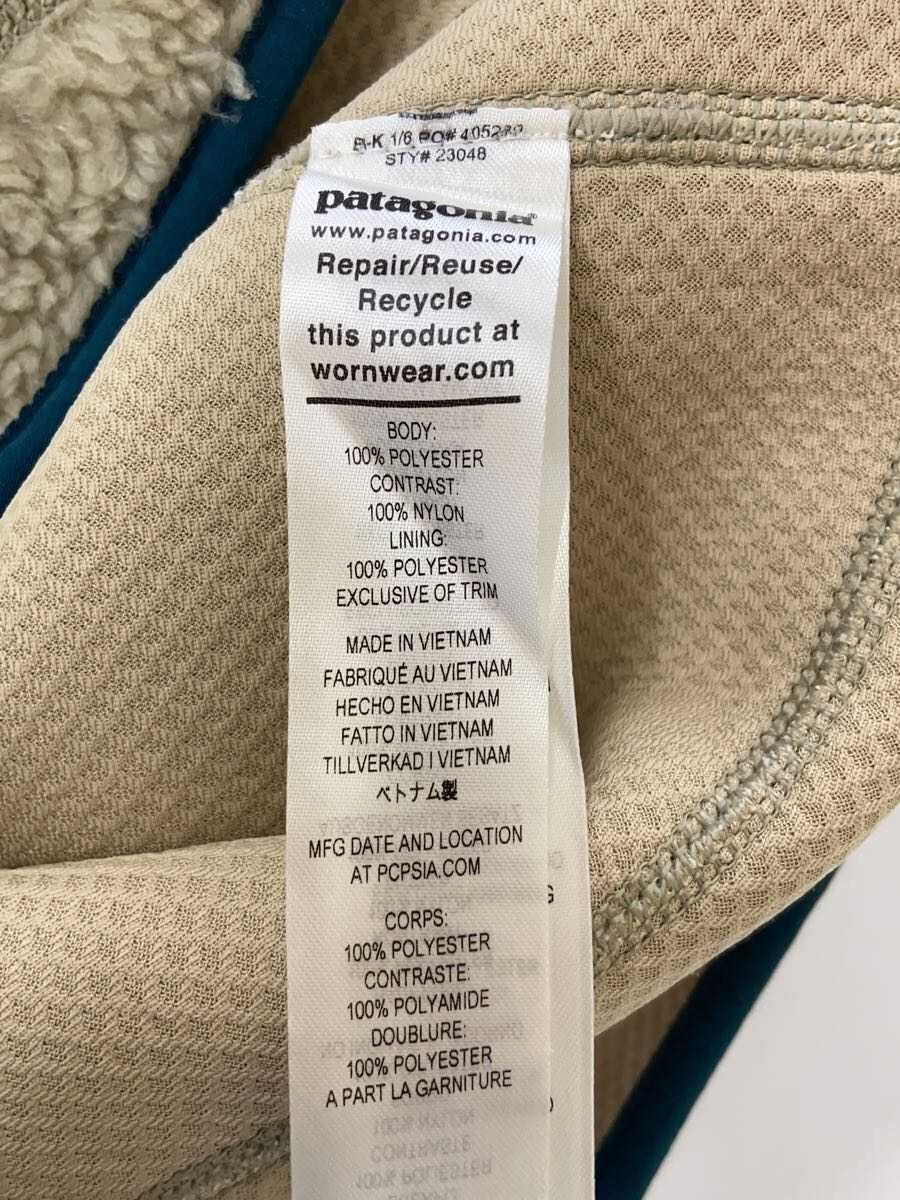 1/6 PO#
STY# 23048
patagonia®
www.patagonia.com
Repair/Reuse/
Recycle
this product at
wornwear.com
BODY:
100% POLYESTER
CONTRAST:
100% NYLON
LINING:
100% POLYESTER
EXCLUSIVE OF TRIM
MADE IN VIETNAM
FABRIQUÉ AU VIETNAM
HECHO EN VIETNAM
FATTO IN VIETNAM
TILLVERKAD I VIETNAM
ベトナム製
MFG DATE AND LOCATION
AT PCPSIA.COM
CORPS:
100% POLYESTER
CONTRASTE:
100% POLYAMIDE
DOUBLURE:
100% POLYESTER
A PART LA GARNITURE